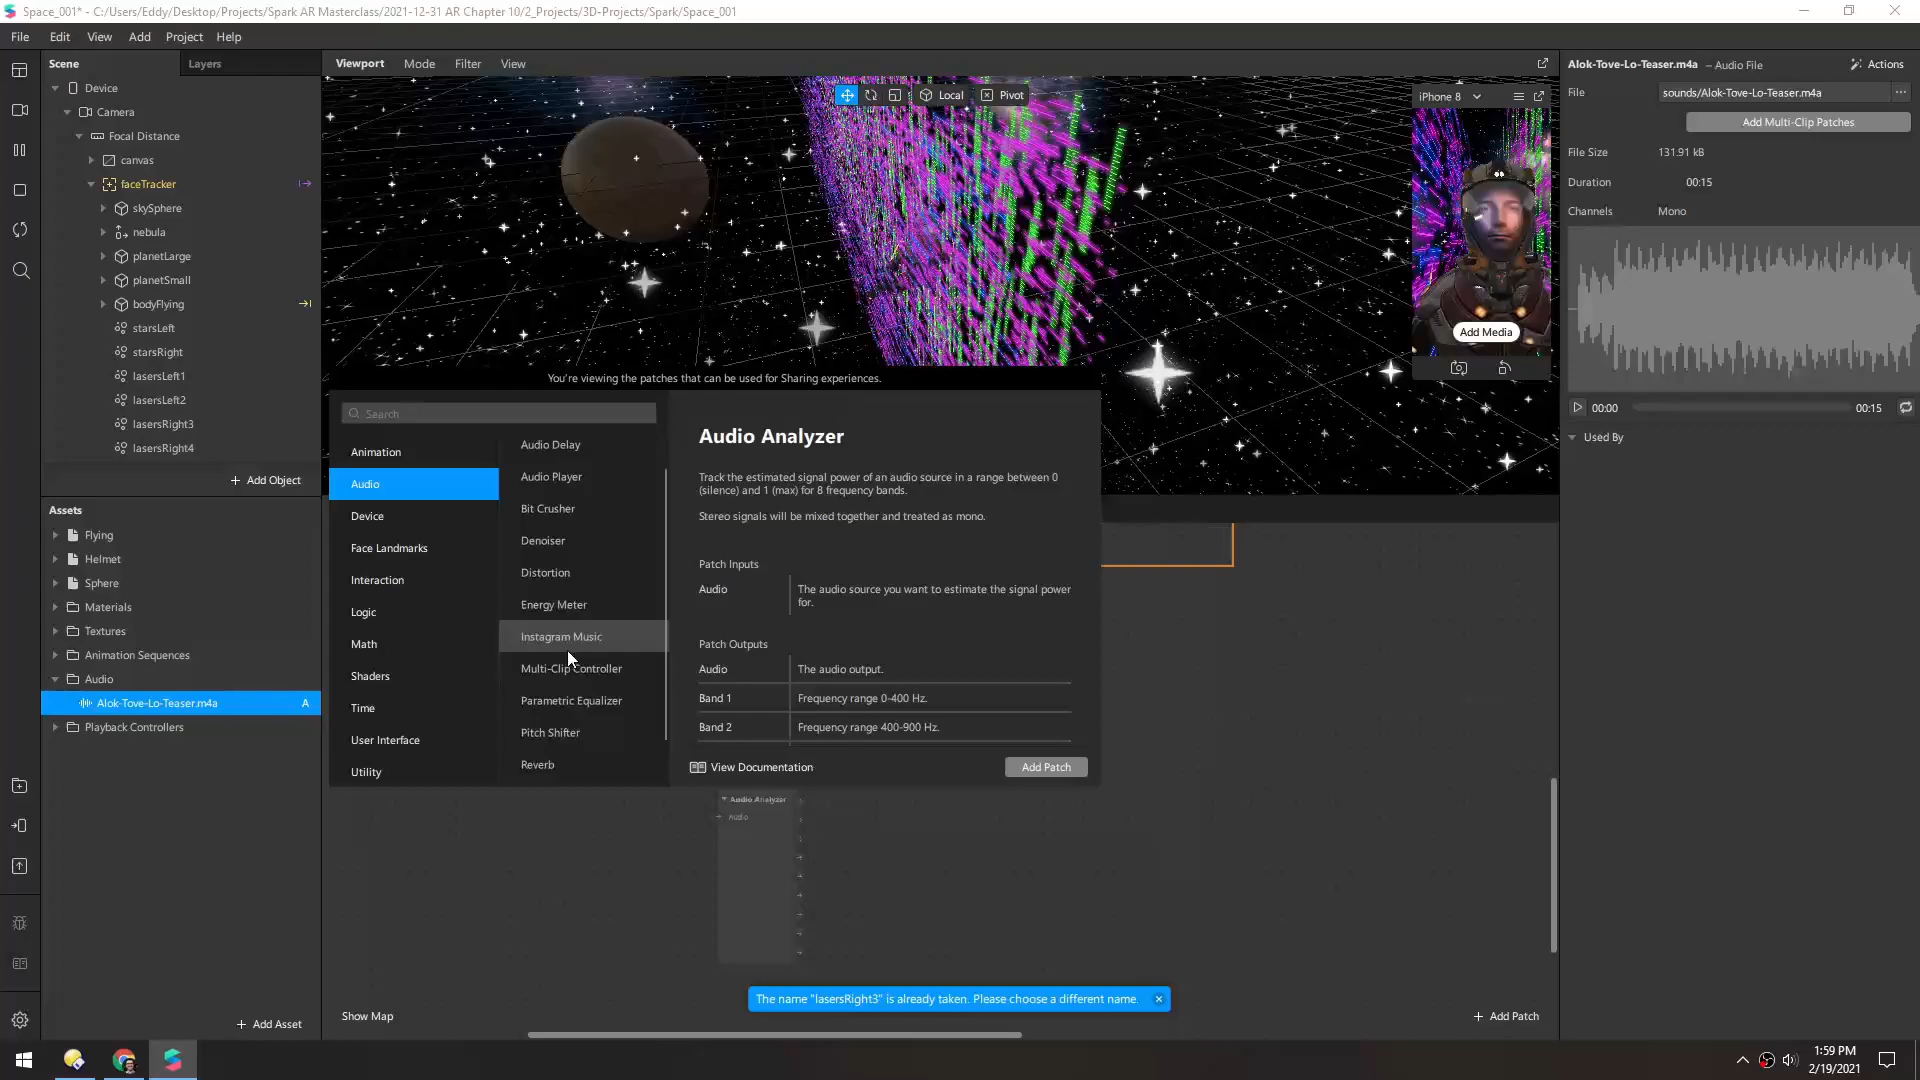 Space_001* - C:/Users/Eddy/Desktop/Projects/Spark AR Masterclass/2021-12-31 AR Chapter 10/2_Projects/3D-Projects/Spark/Space_001
File Edit View Add Project Help
Scene Layers
Device
Camera
Focal Distance
canvas
faceTracker
skySphere
nebula
planetLarge
planetSmall
bodyFlying
starsLeft
starsRight
lasersLeft1
lasersLeft2
lasersRight3
lasersRight4
+ Add Object
Assets
Flying
Helmet
Sphere
Materials
Textures
Animation Sequences
Audio
Alok-Tove-Lo-Teaser.m4a A
Playback Controllers
+ Add Asset
Viewport Mode Filter View
Local Pivot
iPhone 8
Add Media
You're viewing the patches that can be used for Sharing experiences.
Search
Animation
Audio
Device
Face Landmarks
Interaction
Logic
Math
Shaders
Time
User Interface
Utility
Audio Delay
Audio Player
Bit Crusher
Denoiser
Distortion
Energy Meter
Instagram Music
Multi-Clip Controller
Parametric Equalizer
Pitch Shifter
Reverb
Audio Analyzer
Track the estimated signal power of an audio source in a range between 0
(silence) and 1 (max) for 8 frequency bands.
Stereo signals will be mixed together and treated as mono.
Patch Inputs
Audio The audio source you want to estimate the signal power
for.
Patch Outputs
Audio The audio output.
Band 1 Frequency range 0-400 Hz.
Band 2 Frequency range 400-900 Hz.
View Documentation Add Patch
Audio Analyzer
Audio
The name "lasersRight3" is already taken. Please choose a different name.
Show Map
+ Add Patch
Alok-Tove-Lo-Teaser.m4a – Audio File Actions
File sounds/Alok-Tove-Lo-Teaser.m4a ...
Add Multi-Clip Patches
File Size 131.91 kB
Duration 00:15
Channels Mono
00:00 00:15
Used By
1:59 PM
2/19/2021